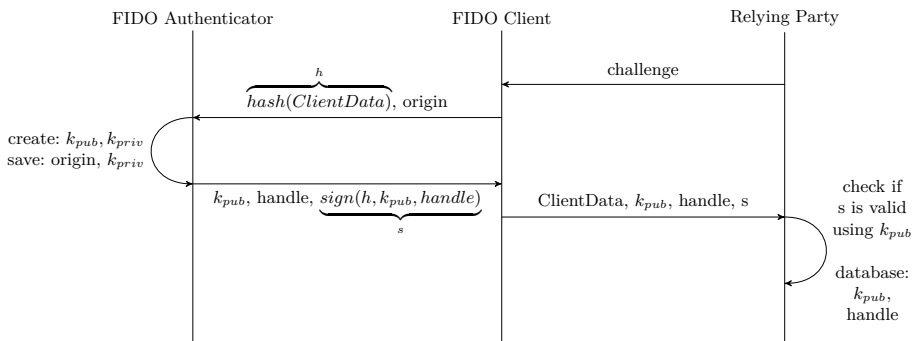 FIDO Authenticator
FIDO Client
Relying Party
challenge
h
hash(ClientData), origin
create: k_pub, k_priv
save: origin, k_priv
k_pub, handle, sign(h, k_pub, handle)
s
ClientData, k_pub, handle, s
check if
s is valid
using k_pub
database:
k_pub,
handle